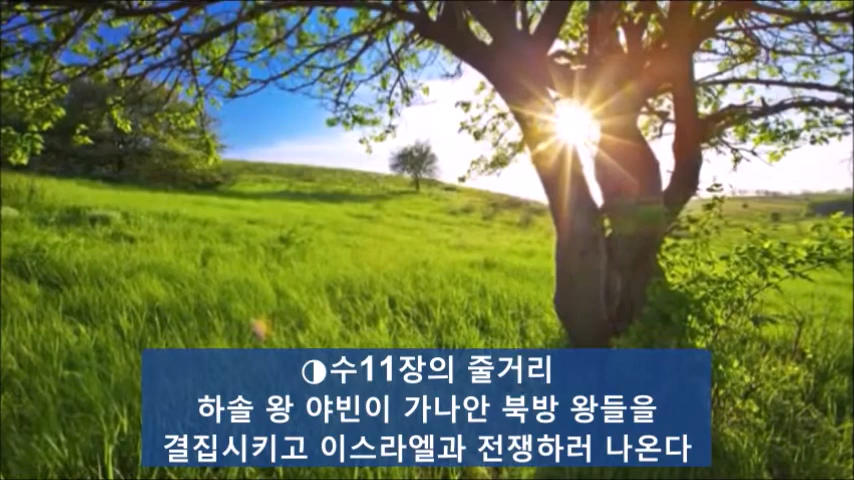 ◑수11장의 줄거리
하솔 왕 야빈이 가나안 북방 왕들을
결집시키고 이스라엘과 전쟁하러 나온다